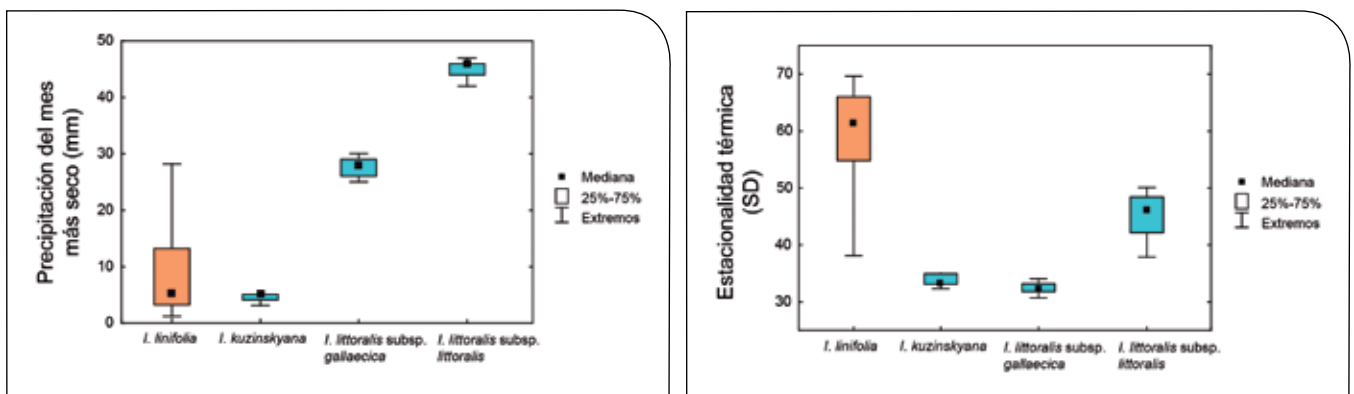 Precipitación del mes
más seco (mm)
50
40
30
20
10
0
I. linifolia
I. kuzinskyana
I. littoralis subsp.
gallaecica
I. littoralis subsp.
littoralis
Mediana
25%-75%
Extremos
Estacionalidad térmica
(SD)
70
60
50
40
30
I. linifolia
I. kuzinskyana
I. littoralis subsp.
gallaecica
I. littoralis subsp.
littoralis
Mediana
25%-75%
Extremos